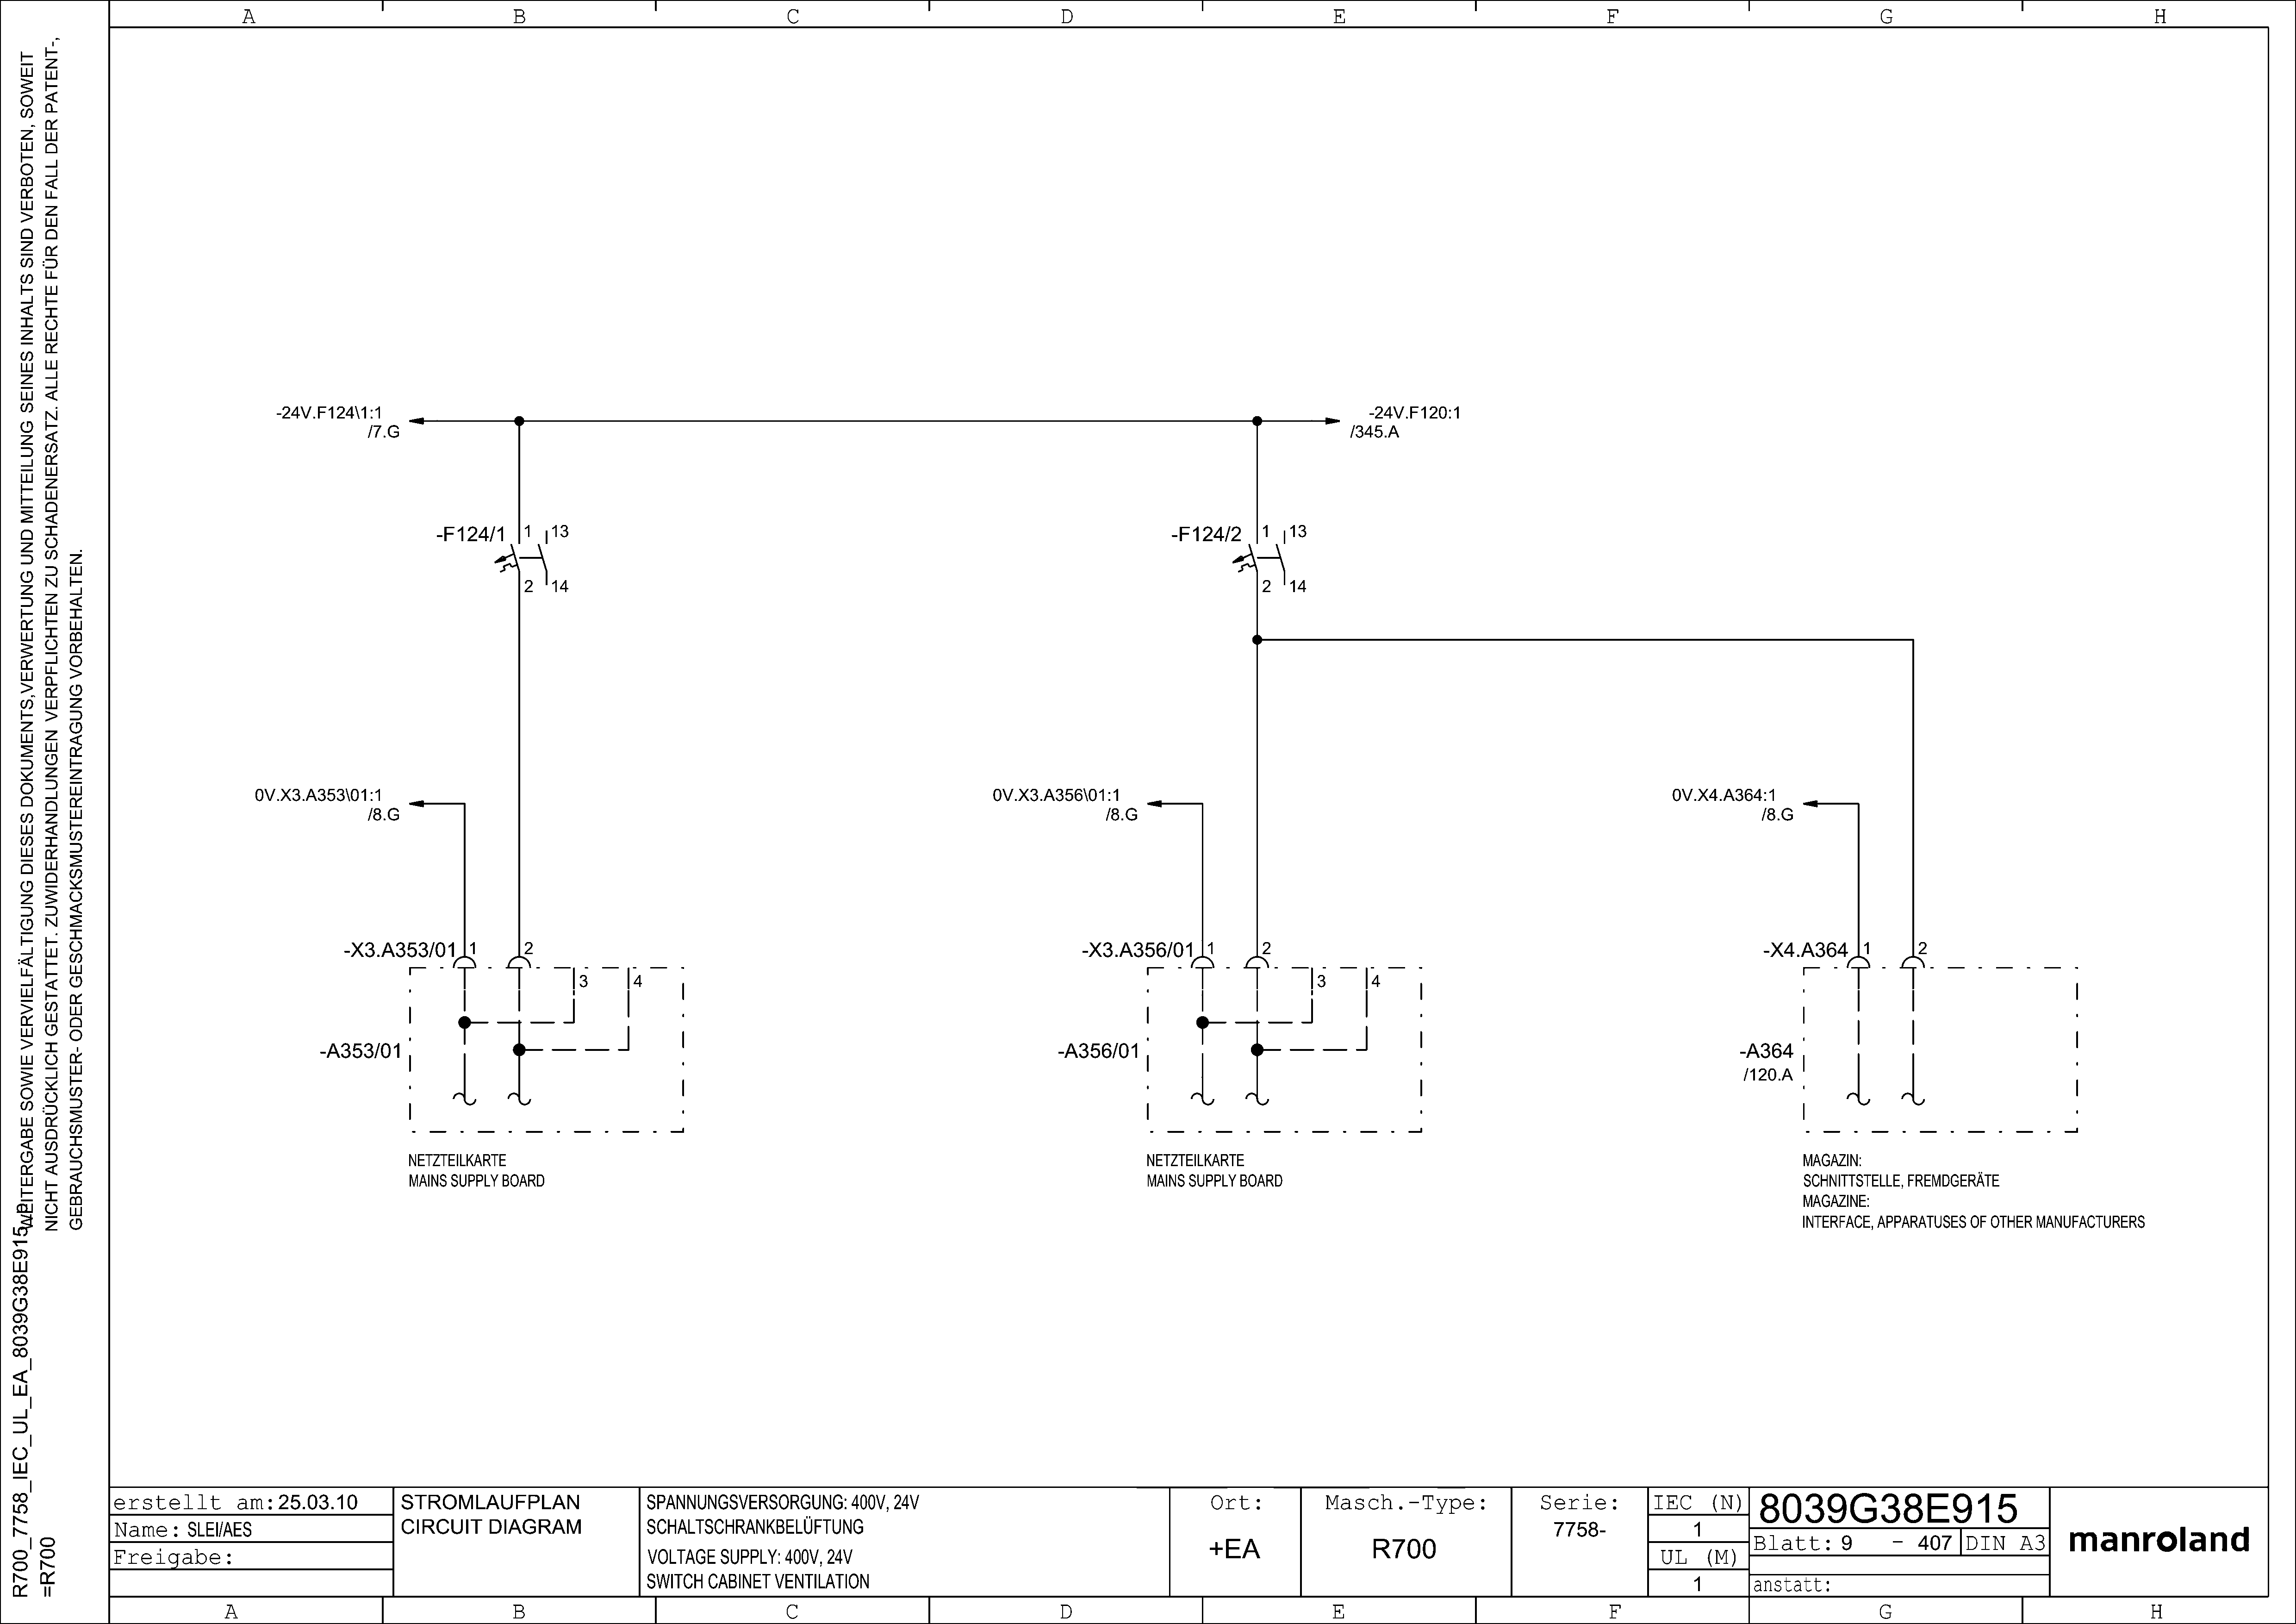 A B C D E F G H
WEITERGABE SOWIE VERVIELFÄLTIGUNG DIESES DOKUMENTS,VERWERTUNG UND MITTEILUNG SEINES INHALTS SIND VERBOTEN, SOWEIT
NICHT AUSDRÜCKLICH GESTATTET. ZUWIDERHANDLUNGEN VERPFLICHTEN ZU SCHADENERSATZ. ALLE RECHTE FÜR DEN FALL DER PATENT-,
GEBRAUCHSMUSTER- ODER GESCHMACKSMUSTEREINTRAGUNG VORBEHALTEN.
-24V.F124\1:1
/7.G
-24V.F120:1
/345.A
-F124/1 1 13
2 14
-F124/2 1 13
2 14
0V.X3.A353\01:1
/8.G
0V.X3.A356\01:1
/8.G
0V.X4.A364:1
/8.G
-X3.A353/01 1 2
3 4
-A353/01
-X3.A356/01 1 2
3 4
-A356/01
-X4.A364 1 2
-A364
/120.A
NETZTEILKARTE
MAINS SUPPLY BOARD
NETZTEILKARTE
MAINS SUPPLY BOARD
MAGAZIN:
SCHNITTSTELLE, FREMDGERÄTE
MAGAZINE:
INTERFACE, APPARATUSES OF OTHER MANUFACTURERS
=R700
erstellt am: 25.03.10
Name: SLEI/AES
Freigabe:
STROMLAUFPLAN
CIRCUIT DIAGRAM
SPANNUNGSVERSORGUNG: 400V, 24V
SCHALTSCHRANKBELÜFTUNG
VOLTAGE SUPPLY: 400V, 24V
SWITCH CABINET VENTILATION
Ort:
+EA
Masch.-Type:
R700
Serie:
7758-
IEC (N)
1
UL (M)
1
8039G38E915
Blatt: 9 - 407 DIN A3
anstatt:
manroland
A B C D E F G H